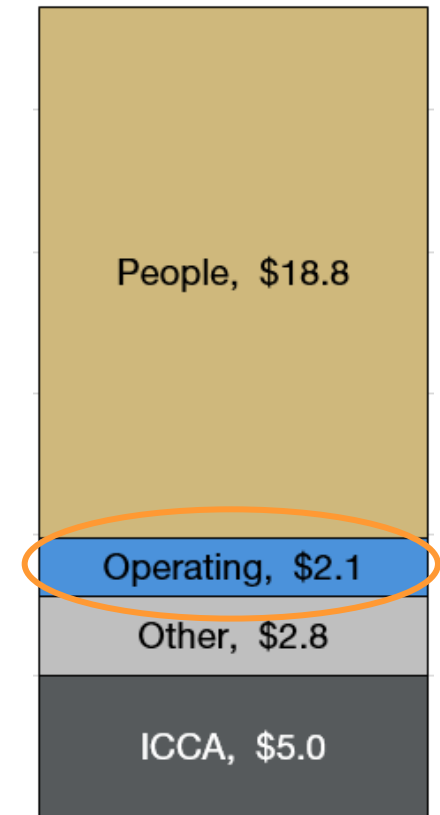 People, $18.8
Operating, $2.1
Other, $2.8
ICCA, $5.0